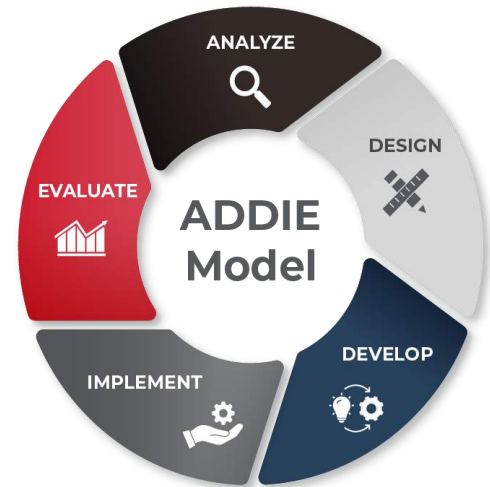 ANALYZE
DESIGN
DEVELOP
IMPLEMENT
EVALUATE
ADDIE
Model